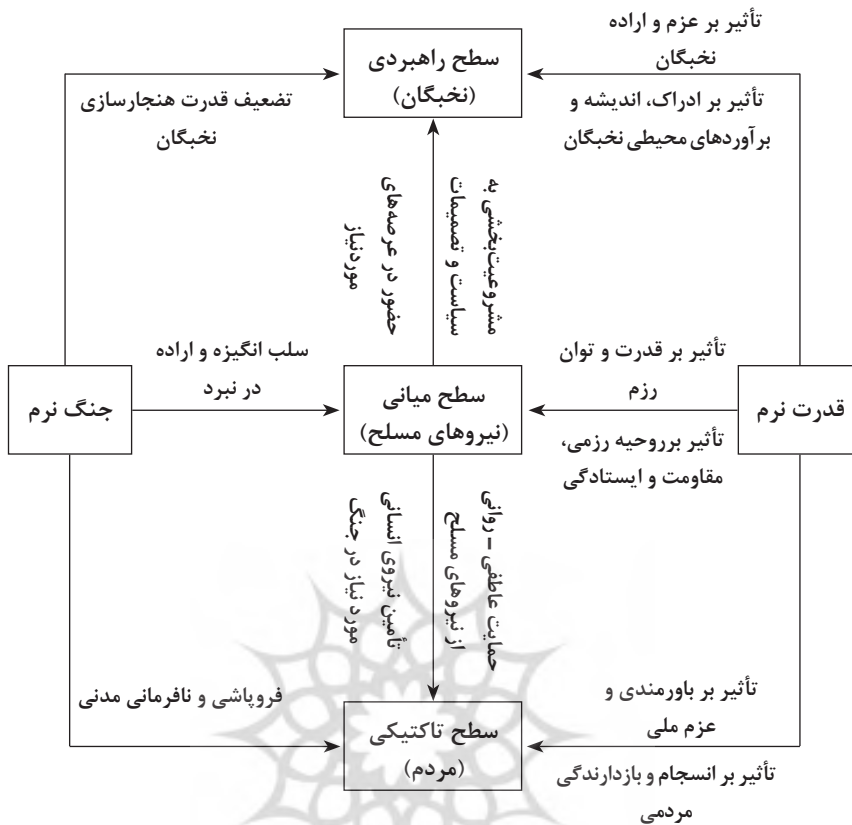 تأثیر بر عزم و اراده
نخبگان
تأثیر بر ادراک، اندیشه و
برآوردهای محیطی نخبگان
سطح راهبردی
(نخبگان)
تضعیف قدرت هنجارسازی
نخبگان
مشروعیت‌بخشی به
سیاست و تصمیمات
حضور در عرصه‌های
موردنیاز
قدرت نرم
تأثیر بر قدرت و توان
رزم
تأثیر برروحیه رزمی،
مقاومت و ایستادگی
سطح میانی
(نیروهای مسلح)
سلب انگیزه و اراده
در نبرد
جنگ نرم
حمایت عاطفی – روانی
از نیروهای مسلح
تأمین نیروی انسانی
مورد نیاز در جنگ
تأثیر بر باورمندی و
عزم ملی
تأثیر بر انسجام و بازدارندگی
مردمی
سطح تاکتیکی
(مردم)
فروپاشی و نافرمانی مدنی